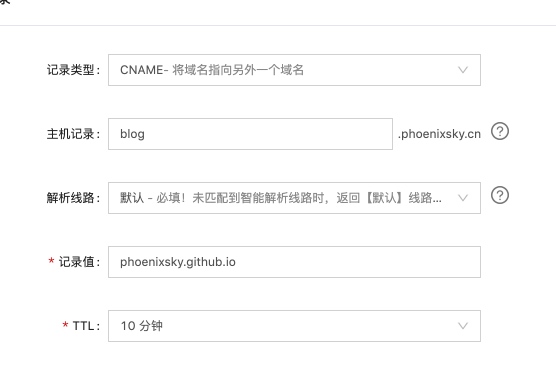 记录类型: CNAME- 将域名指向另外一个域名
主机记录: blog .phoenixsky.cn ?
解析线路: 默认 - 必填！未匹配到智能解析线路时，返回【默认】线路... ?
* 记录值: phoenixsky.github.io
* TTL: 10 分钟